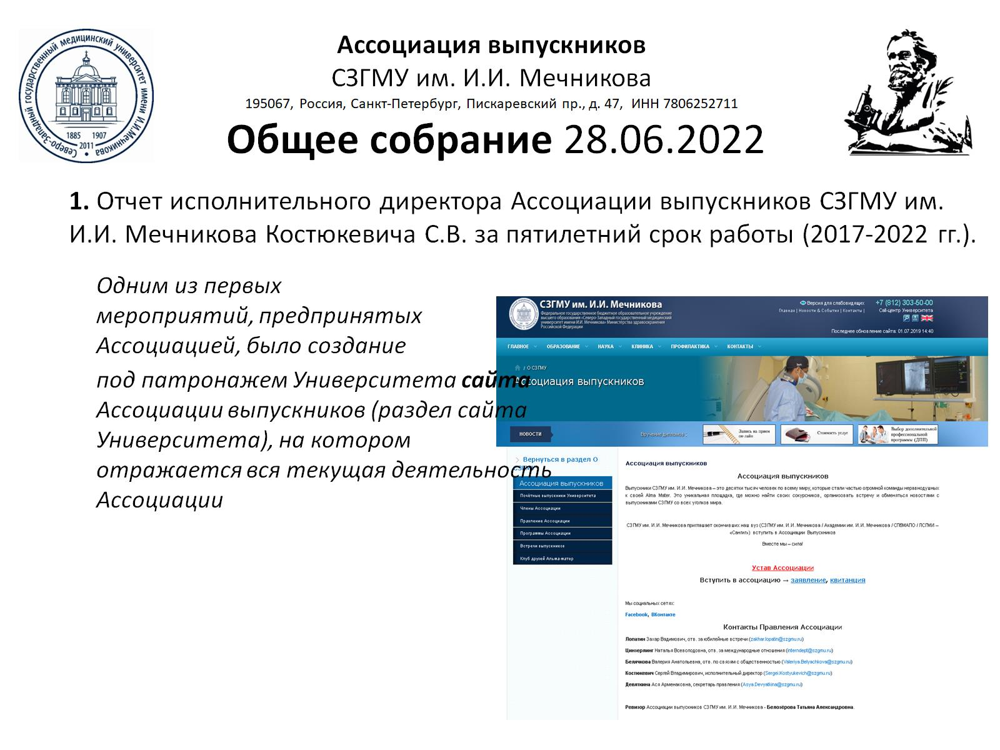 Северо-Западный государственный медицинский университет имени И.И.Мечникова
1885 1907
2011
Ассоциация выпускников
СЗГМУ им. И.И. Мечникова
195067, Россия, Санкт-Петербург, Пискаревский пр., д. 47, ИНН 7806252711
Общее собрание 28.06.2022
1. Отчет исполнительного директора Ассоциации выпускников СЗГМУ им.
И.И. Мечникова Костюкевича С.В. за пятилетний срок работы (2017-2022 гг.).
Одним из первых
мероприятий, предпринятых
Ассоциацией, было создание
под патронажем Университета сайта
Ассоциации выпускников (раздел сайта
Университета), на котором
отражается вся текущая деятельность
Ассоциации
СЗГМУ им. И.И. Мечникова
Федеральное государственное бюджетное образовательное учреждение
высшего образования «Северо-Западный государственный медицинский
университет имени И.И. Мечникова» Министерства здравоохранения
Российской Федерации
Версия для слабовидящих
Главная | Новости & События | Контакты |
+7 (812) 303-50-00
Call-центр Университета
Последнее обновление сайта: 01.07.2019 14:40
ГЛАВНОЕ ОБРАЗОВАНИЕ НАУКА КЛИНИКА ПРОФИЛАКТИКА КОНТАКТЫ
/ О СЗГМУ
Ассоциация выпускников
НОВОСТИ
Вручение дипломов :
Запись на прием
он-лайн
Стоимость услуг
Выбор дополнительной
профессиональной
программы (ДПП)
Вернуться в раздел О
СЗГМУ
Ассоциация выпускников
Почётные выпускники Университета
Члены Ассоциации
Правление Ассоциации
Программы Ассоциации
Встречи выпускников
Клуб друзей Альма-матер
Ассоциация выпускников
Ассоциация выпускников
Выпускники СЗГМУ им. И.И. Мечникова – это десятки тысяч человек по всему миру, которые стали частью огромной команды неравнодушных
к своей Alma Mater. Это уникальная площадка, где можно найти своих сокурсников, организовать встречу и обменяться новостями с
выпускниками СЗГМУ со всех уголков мира.
СЗГМУ им. И.И. Мечникова приглашает окончивших наш вуз (СЗГМУ им. И.И. Мечникова / Академии им. И.И. Мечникова / СПбМАПО / ЛСГМИ –
«Сангиг») вступить в Ассоциации Выпускников
Вместе мы – сила!
Устав Ассоциации
Вступить в ассоциацию → заявление, квитанция
Мы социальных сетях:
Facebook, ВКонтакте
Контакты Правления Ассоциации
Лопатин Захар Вадимович, отв. за юбилейные встречи (zakhar.lopatin@szgmu.ru)
Цинзерлинг Наталья Всеволодовна, отв. за международные отношения (interndept@szgmu.ru)
Белячкова Валерия Анатольевна, отв. по связям с общественностью (Valeriya.Belyachkova@szgmu.ru)
Костюкевич Сергей Владимирович, исполнительный директор (Sergei.Kostyukevich@szgmu.ru)
Девяткина Ася Арменаковна, секретарь правления (Asya.Devyatkina@szgmu.ru)
Ревизор Ассоциации выпускников СЗГМУ им. И.И. Мечникова - Белозёрова Татьяна Александровна.